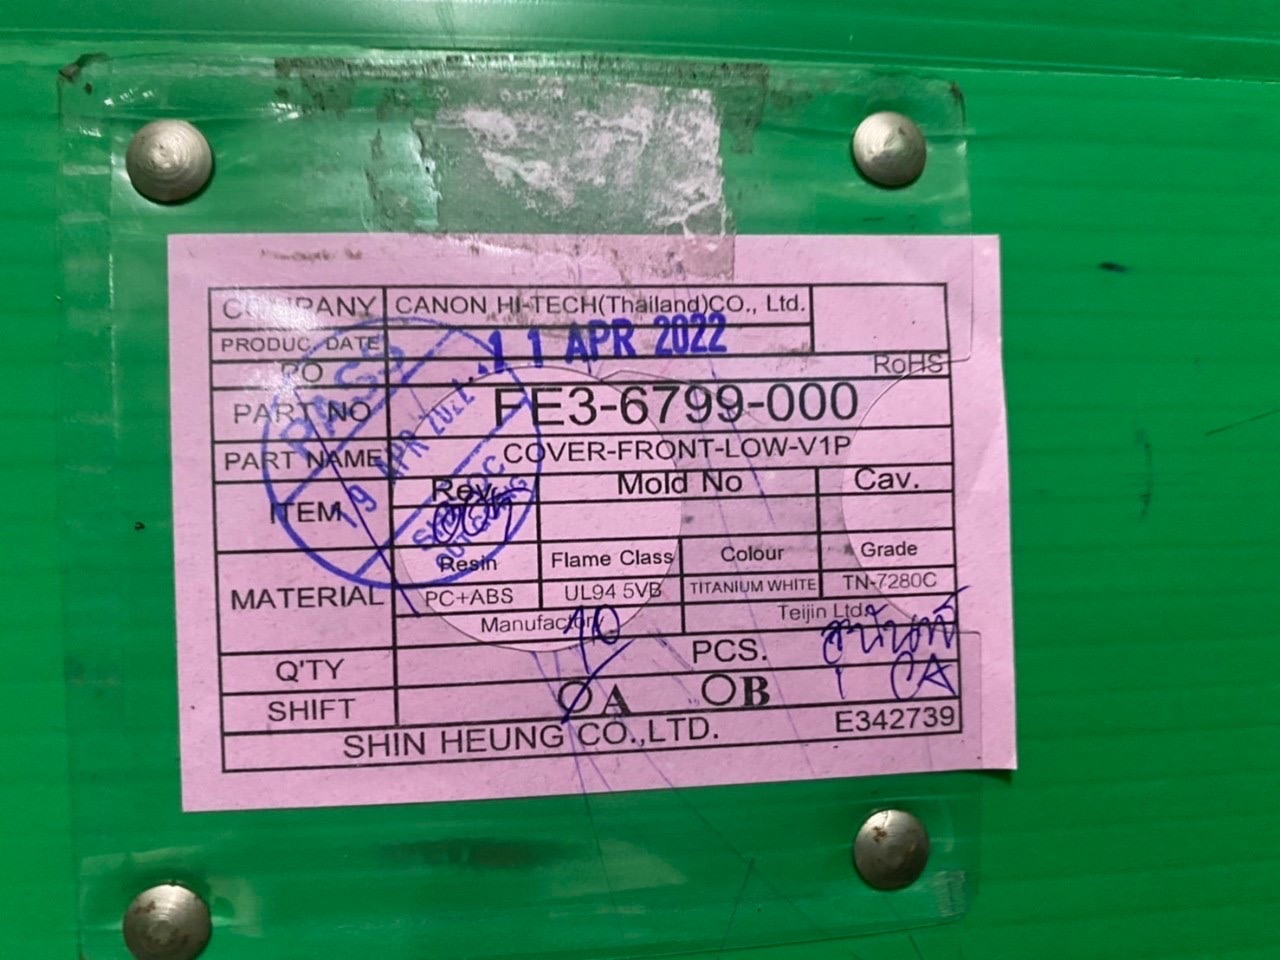 COMPANY CANON HI-TECH(Thailand)CO., Ltd.
PRODUC. DATE 11 APR 2022
PO RoHS
PART NO FE3-6799-000
PART NAME COVER-FRONT-LOW-V1P
ITEM Rev. Mold No Cav.
PASS
19 APR 2022
MATERIAL Resin Flame Class Colour Grade
PC+ABS UL94 5VB TITANIUM WHITE TN-7280C
Manufactory Teijin Ltd.
Q'TY 10 PCS.
SHIFT A B CA
SHIN HEUNG CO.,LTD. E342739